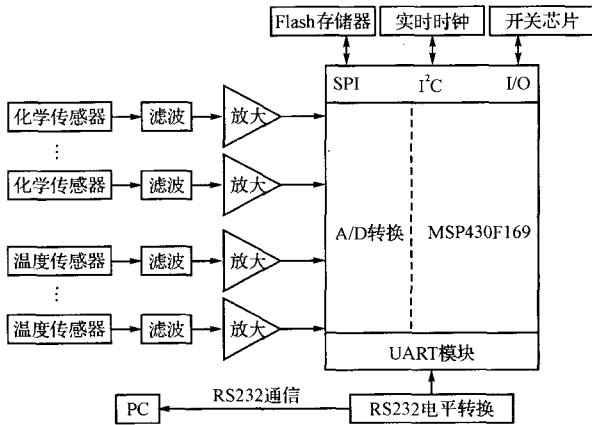 Flash存储器 实时时钟 开关芯片
SPI I²C I/O
化学传感器 滤波 放大
⋮
化学传感器 滤波 放大
A/D转换 MSP430F169
温度传感器 滤波 放大
⋮
温度传感器 滤波 放大
UART模块
RS232通信
PC RS232电平转换